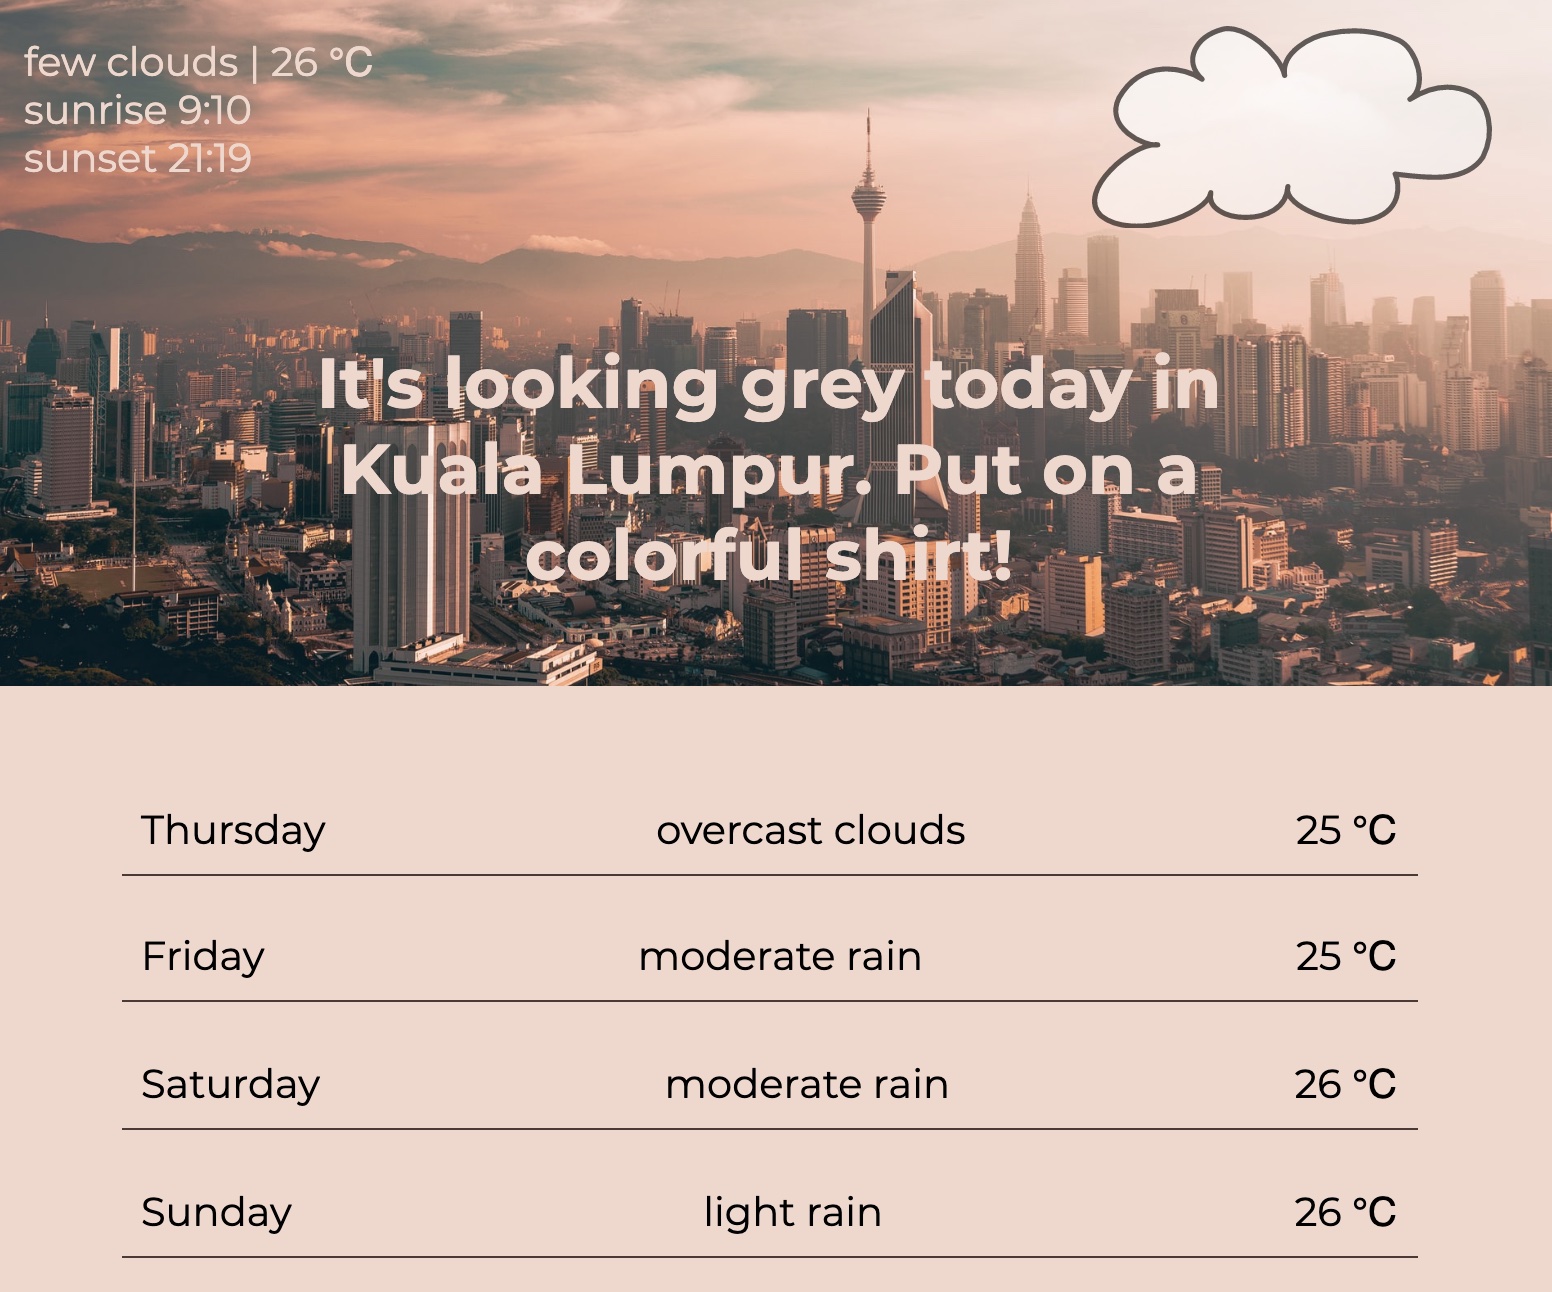 few clouds | 26 °C
sunrise 9:10
sunset 21:19
It's looking grey today in
Kuala Lumpur. Put on a
colorful shirt!
AIA
Thursday overcast clouds 25 °C
Friday moderate rain 25 °C
Saturday moderate rain 26 °C
Sunday light rain 26 °C